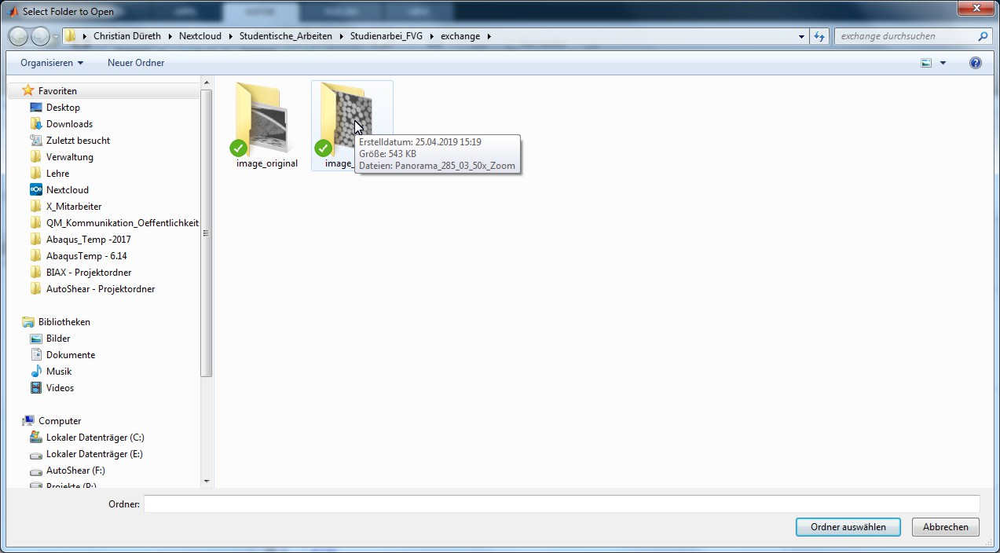 Select Folder to Open
Christian Düreth Nextcloud Studentische_Arbeiten Studienarbei_FVG exchange
exchange durchsuchen
Organisieren Neuer Ordner
Favoriten
Desktop
Downloads
Zuletzt besucht
Verwaltung
Lehre
Nextcloud
X_Mitarbeiter
QM_Kommunikation_Oeffentlichkeit
Abaqus_Temp -2017
AbaqusTemp - 6.14
BIAX - Projektordner
AutoShear - Projektordner
Bibliotheken
Bilder
Dokumente
Musik
Videos
Computer
Lokaler Datenträger (C:)
Lokaler Datenträger (E:)
AutoShear (F:)
Projekte (P:)
image_original
image_
Erstelldatum: 25.04.2019 15:19
Größe: 543 KB
Dateien: Panorama_285_03_50x_Zoom
Ordner:
Ordner auswählen
Abbrechen